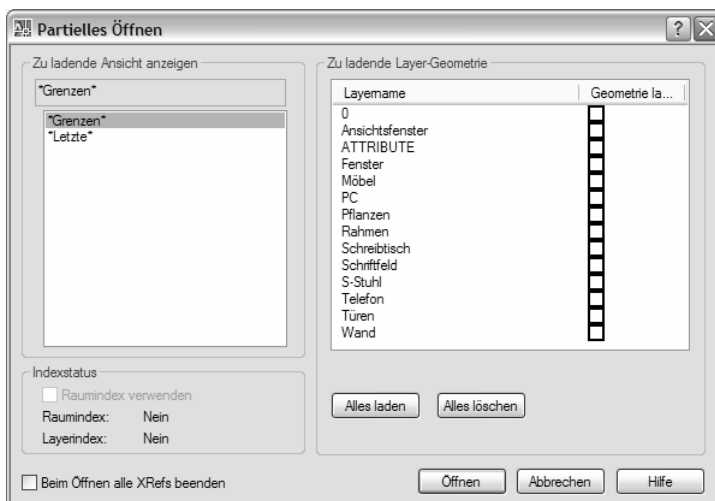 Partielles Öffnen
Zu ladende Ansicht anzeigen
*Grenzen*
*Grenzen*
*Letzte*
Indexstatus
Raumindex verwenden
Raumindex: Nein
Layerindex: Nein
Beim Öffnen alle XRefs beenden
Zu ladende Layer-Geometrie
Layername Geometrie la...
0
Ansichtsfenster
ATTRIBUTE
Fenster
Möbel
PC
Pflanzen
Rahmen
Schreibtisch
Schriftfeld
S-Stuhl
Telefon
Türen
Wand
Alles laden Alles löschen
Öffnen Abbrechen Hilfe